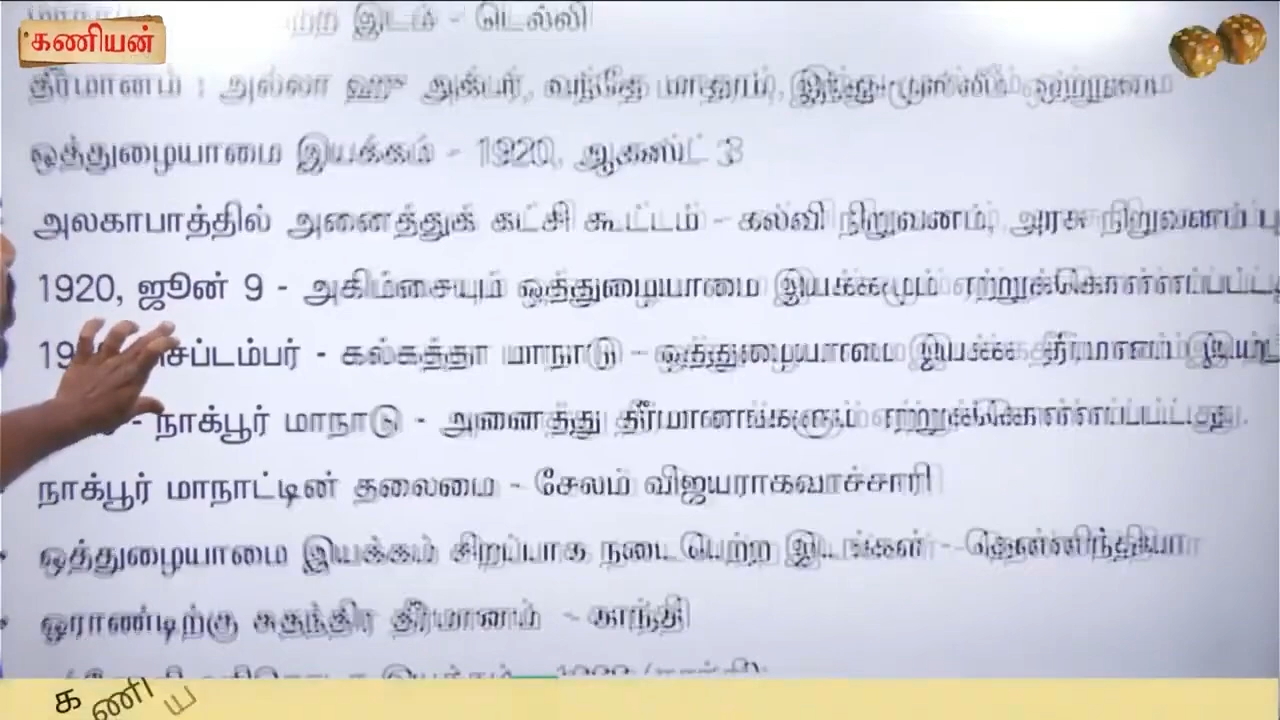 கணியன்
இடம் - டெல்லி
தீர்மானம் : அல்லா ஹு அக்பர், வந்தே மாதரம், இந்து முஸ்லீம் ஒற்றுமை
ஒத்துழையாமை இயக்கம் - 1920, ஆகஸ்ட்
அலகாபாத்தில் அனைத்துக் கட்சி கூட்டம் - கல்வி நிறுவனம், அரசு நிறுவனம்
1920, ஜூன் 9 - அகிம்சையும் ஒத்துழையாமை இயக்கமும் ஏற்றுக்கொள்ளப்பட்ட
செப்டம்பர் - கல்கத்தா மாநாடு - ஒத்துழையாமை இயக்க தீர்மானம்
- நாக்பூர் மாநாடு - அனைத்து தீர்மானங்களும் ஏற்றுக்கொள்ளப்பட்டது.
நாக்பூர் மாநாட்டின் தலைமை - சேலம் விஜயராகவாச்சாரி
ஒத்துழையாமை இயக்கம் சிறப்பாக நடைபெற்ற இடங்கள் - தென்னிந்தியா
ஓராண்டிற்கு சுதந்திர தீர்மானம் - காந்தி
கணிய